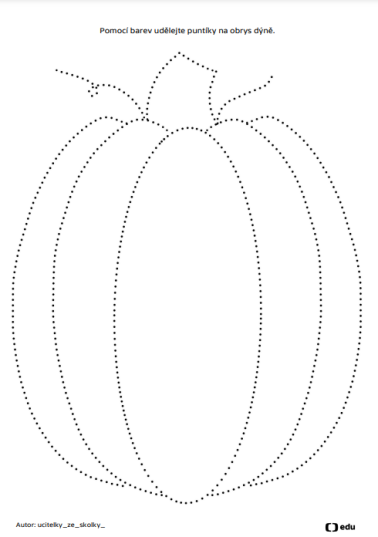 Pomocí barev udělejte puntíky na obrys dýně.
Autor: ucitelky_ze_skolky_
edu